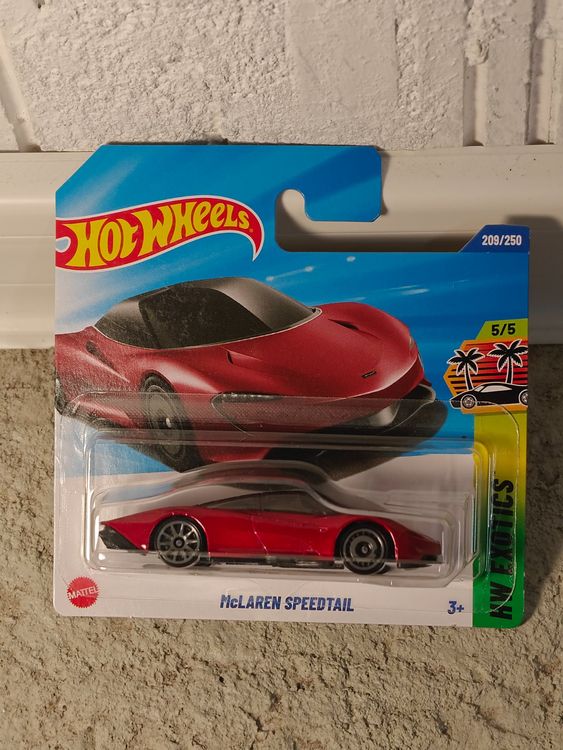 HOT WHEELS
209/250
5/5
HW EXOTICS
MATTEL
McLAREN SPEEDTAIL
3+